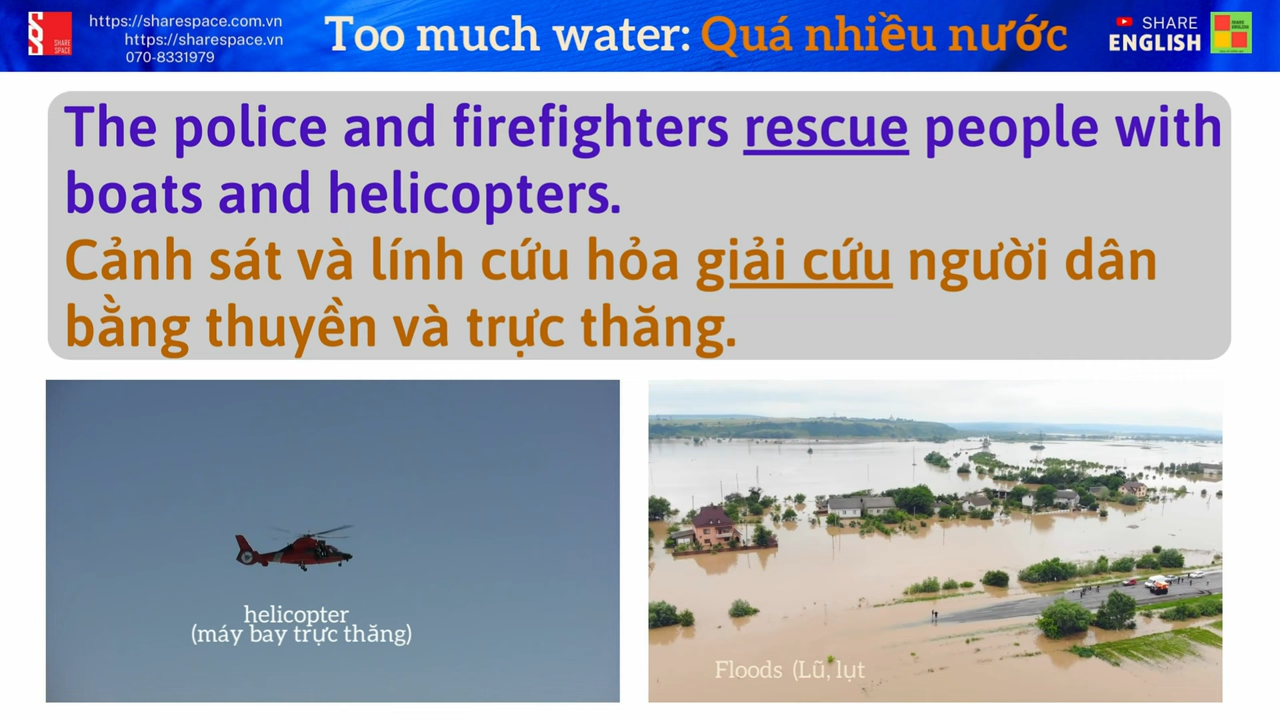 SHARE
SPACE
https://sharespace.com.vn
https://sharespace.vn
070-8331979
Too much water: Quá nhiều nước
SHARE
ENGLISH
The police and firefighters rescue people with
boats and helicopters.
Cảnh sát và lính cứu hỏa giải cứu người dân
bằng thuyền và trực thăng.
helicopter
(máy bay trực thăng)
Floods (Lũ, lụt